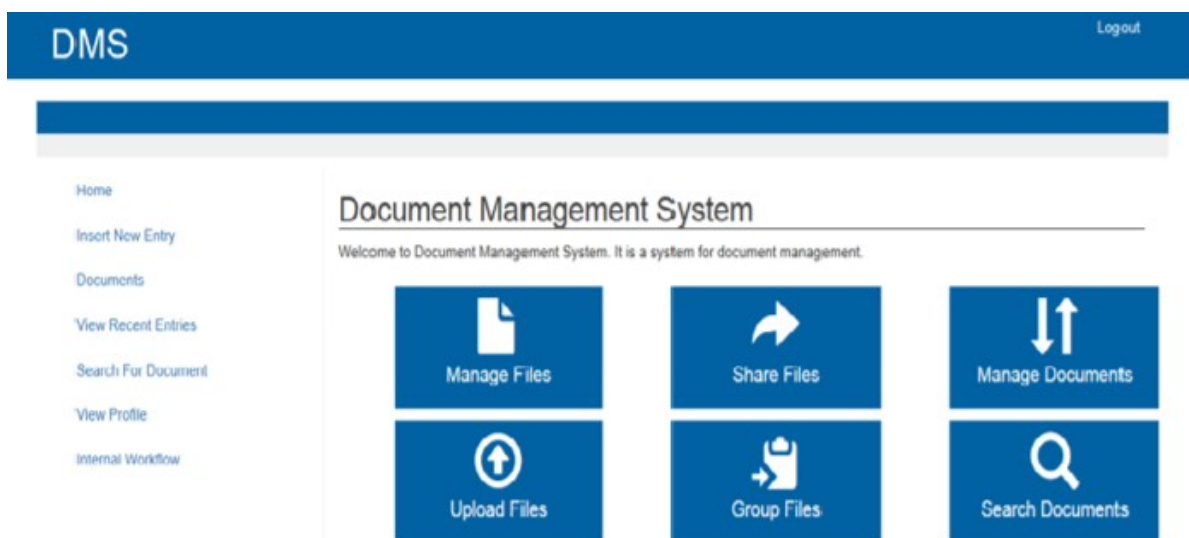 DMS
Logout
Home
Insert New Entry
Documents
View Recent Entries
Search For Document
View Profile
Internal Workflow
Document Management System
Welcome to Document Management System. It is a system for document management.
Manage Files
Share Files
Manage Documents
Upload Files
Group Files
Search Documents